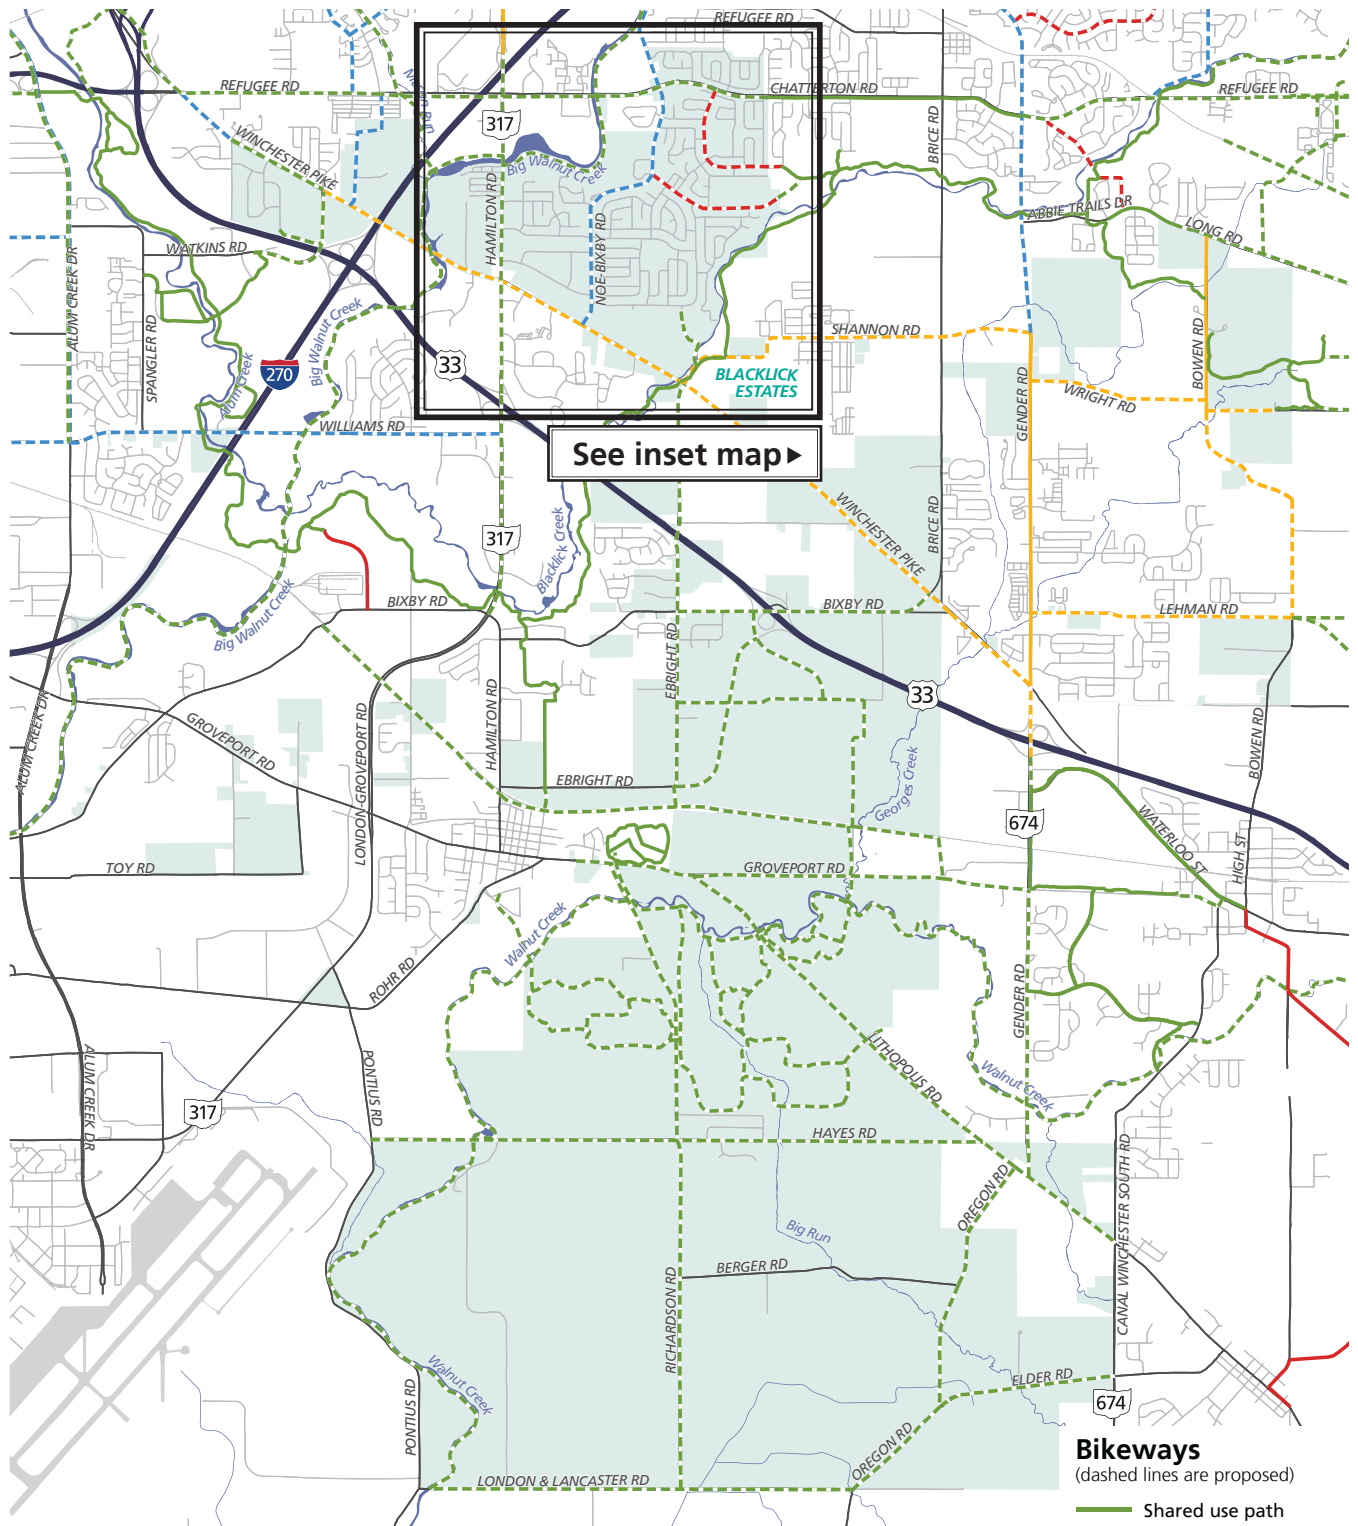 REFUGEE RD
REFUGEE RD
CHATTERTON RD
REFUGEE RD
317
Big Walnut Creek
WINCHESTER PIKE
HAMILTON RD
NOE-BIXBY RD
BRICE RD
ABBIE TRAILS DR
LONG RD
WATKINS RD
ALUM CREEK DR
SPANGLER RD
Big Walnut Creek
Alum Creek
270
33
SHANNON RD
BLACKLICK
ESTATES
GENDER RD
WRIGHT RD
BOWEN RD
WILLIAMS RD
See inset map
WINCHESTER PIKE
BRICE RD
317
Blacklick Creek
BIXBY RD
BIXBY RD
LEHMAN RD
Big Walnut Creek
EBRIGHT RD
33
ALUM CREEK DR
GROVEPORT RD
LONDON-GROVEPORT RD
HAMILTON RD
EBRIGHT RD
Georges Creek
BOWEN RD
674
WATERLOO ST
HIGH ST
TOY RD
GROVEPORT RD
Walnut Creek
ROHR RD
GENDER RD
LITHOPOLIS RD
Walnut Creek
ALUM CREEK DR
PONTIUS RD
317
HAYES RD
CANAL WINCHESTER SOUTH RD
OREGON RD
Big Run
BERGER RD
RICHARDSON RD
Walnut Creek
PONTIUS RD
ELDER RD
674
OREGON RD
LONDON & LANCASTER RD
Bikeways
(dashed lines are proposed)
Shared use path